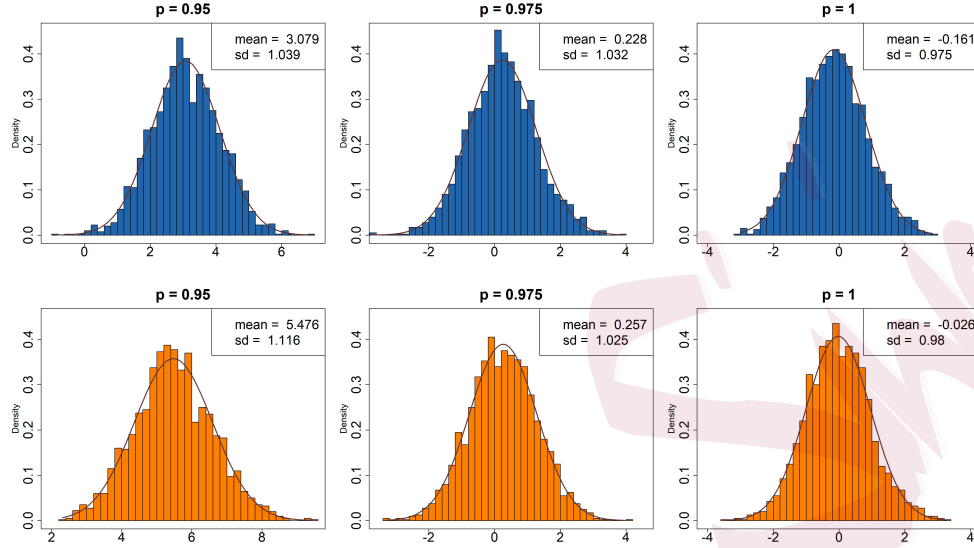 p = 0.95
mean = 3.079
sd = 1.039
Density
0.0 0.1 0.2 0.3 0.4
0 2 4 6
p = 0.975
mean = 0.228
sd = 1.032
Density
0.0 0.1 0.2 0.3 0.4
-2 0 2 4
p = 1
mean = -0.161
sd = 0.975
Density
0.0 0.1 0.2 0.3 0.4
-4 -2 0 2 4
p = 0.95
mean = 5.476
sd = 1.116
Density
0.0 0.1 0.2 0.3 0.4
2 4 6 8
p = 0.975
mean = 0.257
sd = 1.025
Density
0.0 0.1 0.2 0.3 0.4
-2 0 2 4
p = 1
mean = -0.026
sd = 0.98
Density
0.0 0.1 0.2 0.3 0.4
-4 -2 0 2 4